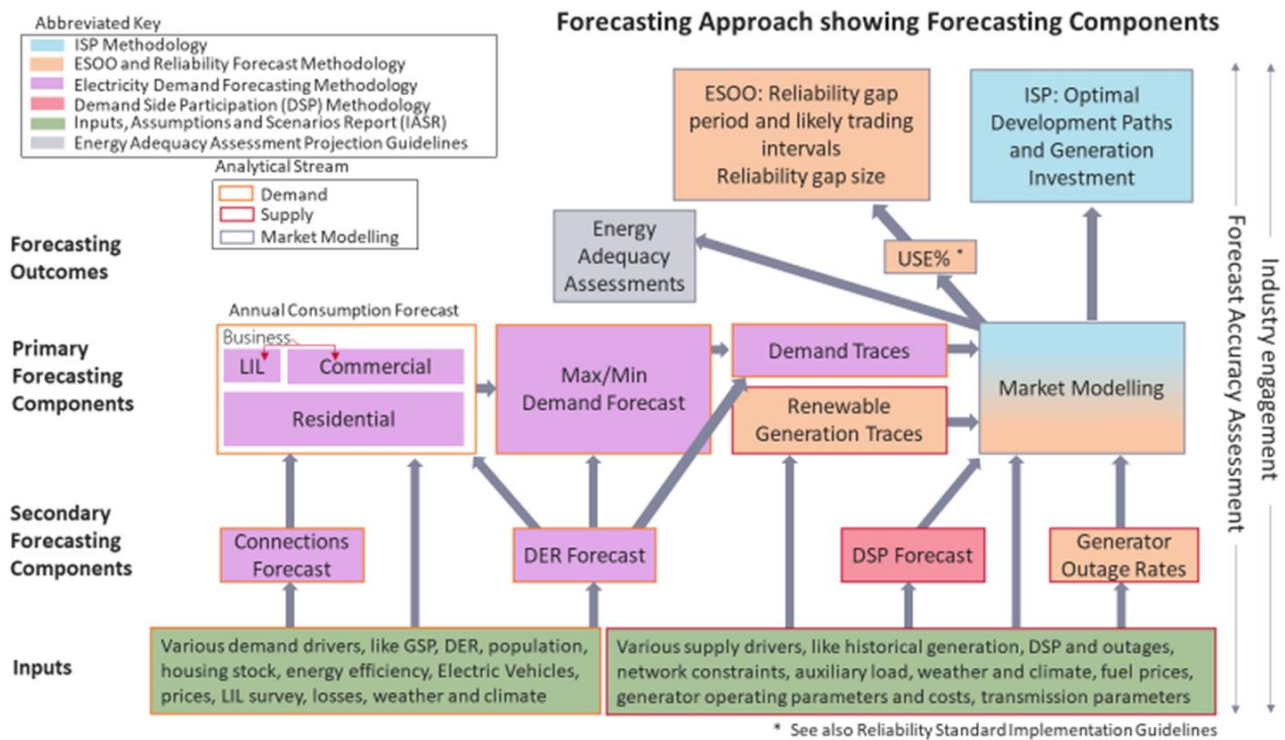 Forecasting Approach showing Forecasting Components
Abbreviated Key
ISP Methodology
ESOO and Reliability Forecast Methodology
Electricity Demand Forecasting Methodology
Demand Side Participation (DSP) Methodology
Inputs, Assumptions and Scenarios Report (IASR)
Energy Adequacy Assessment Projection Guidelines
Analytical Stream
Demand
Supply
Market Modelling
ESOO: Reliability gap
period and likely trading
intervals
Reliability gap size
ISP: Optimal
Development Paths
and Generation
Investment
Forecasting
Outcomes
Energy
Adequacy
Assessments
USE% *
Primary
Forecasting
Components
Annual Consumption Forecast
Business
LIL
Commercial
Residential
Max/Min
Demand Forecast
Demand Traces
Renewable
Generation Traces
Market Modelling
Secondary
Forecasting
Components
Connections
Forecast
DER Forecast
DSP Forecast
Generator
Outage Rates
Inputs
Various demand drivers, like GSP, DER, population,
housing stock, energy efficiency, Electric Vehicles,
prices, LIL survey, losses, weather and climate
Various supply drivers, like historical generation, DSP and outages,
network constraints, auxiliary load, weather and climate, fuel prices,
generator operating parameters and costs, transmission parameters
Forecast Accuracy Assessment
Industry engagement
* See also Reliability Standard Implementation Guidelines